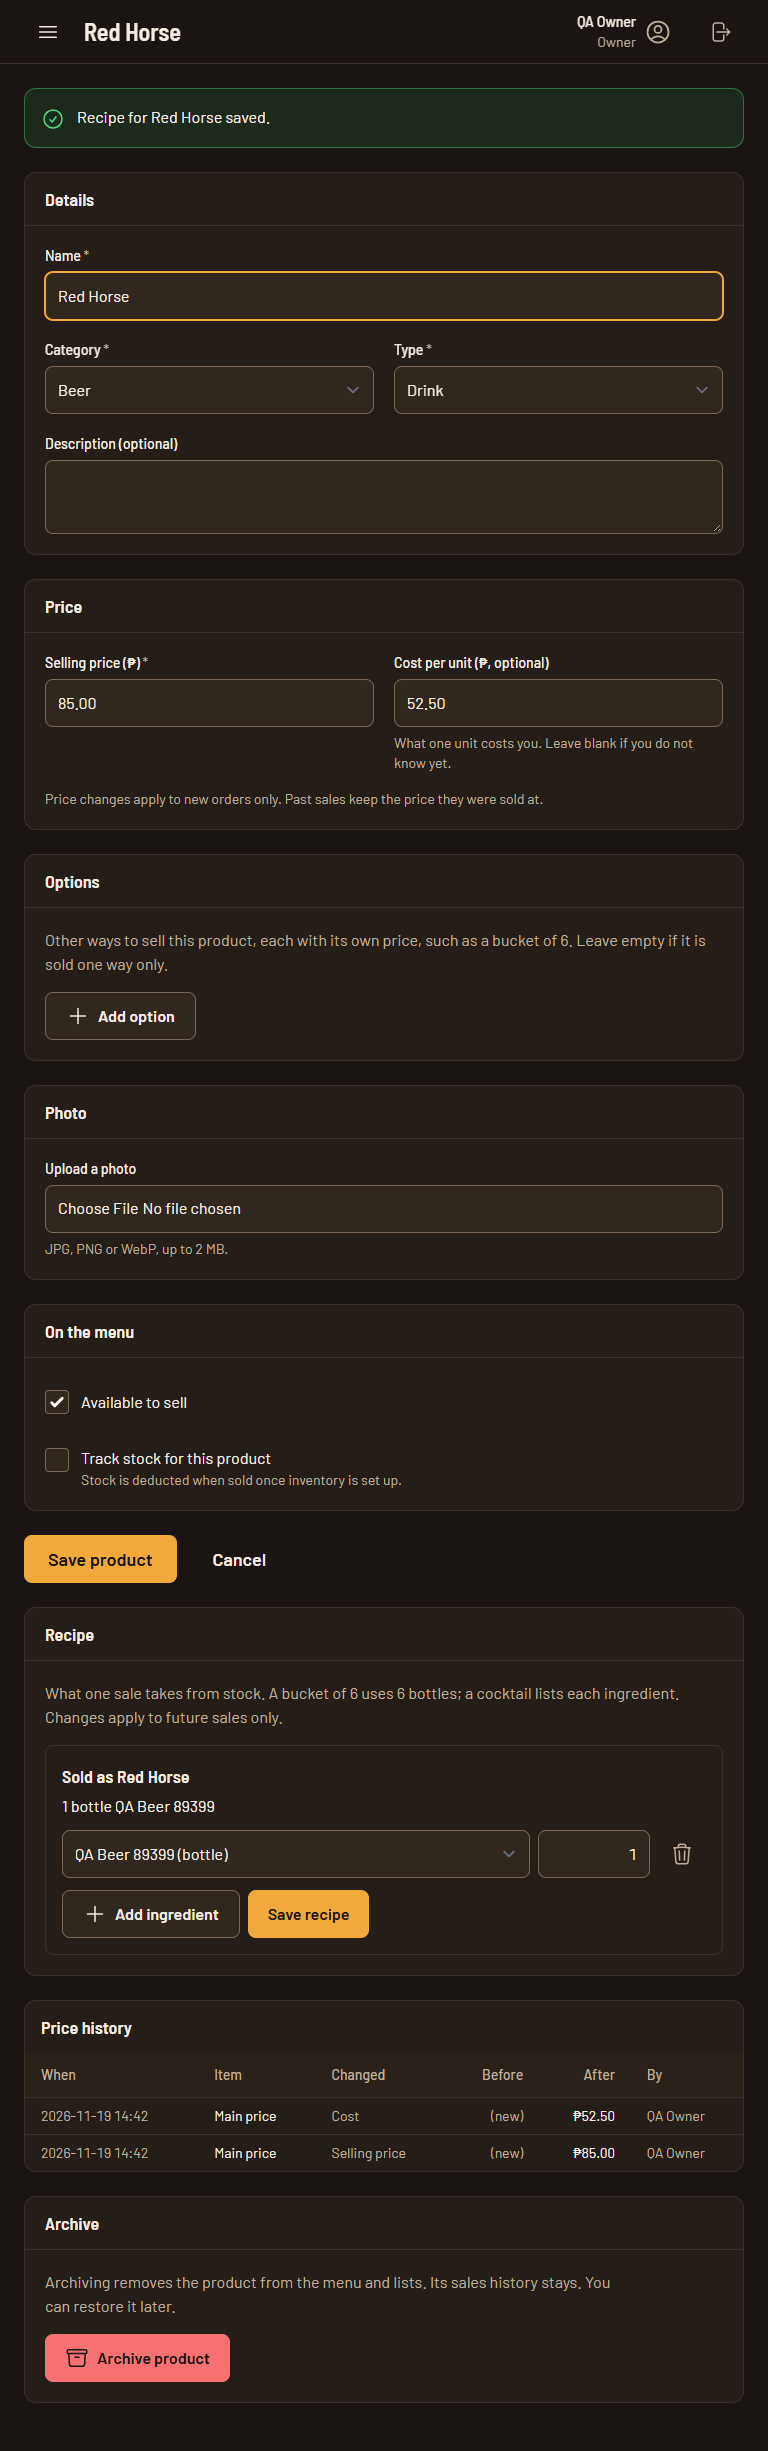 Red Horse
QA Owner
Owner
Recipe for Red Horse saved.
Details
Name *
Red Horse
Category *
Type *
Beer
Drink
Description (optional)
Price
Selling price (₱) *
Cost per unit (₱, optional)
85.00
52.50
What one unit costs you. Leave blank if you do not
know yet.
Price changes apply to new orders only. Past sales keep the price they were sold at.
Options
Other ways to sell this product, each with its own price, such as a bucket of 6. Leave empty if it is
sold one way only.
Add option
Photo
Upload a photo
Choose File No file chosen
JPG, PNG or WebP, up to 2 MB.
On the menu
Available to sell
Track stock for this product
Stock is deducted when sold once inventory is set up.
Save product
Cancel
Recipe
What one sale takes from stock. A bucket of 6 uses 6 bottles; a cocktail lists each ingredient.
Changes apply to future sales only.
Sold as Red Horse
1 bottle QA Beer 89399
QA Beer 89399 (bottle)
1
Add ingredient
Save recipe
Price history
When Item Changed Before After By
2026-11-19 14:42 Main price Cost (new) ₱52.50 QA Owner
2026-11-19 14:42 Main price Selling price (new) ₱85.00 QA Owner
Archive
Archiving removes the product from the menu and lists. Its sales history stays. You
can restore it later.
Archive product